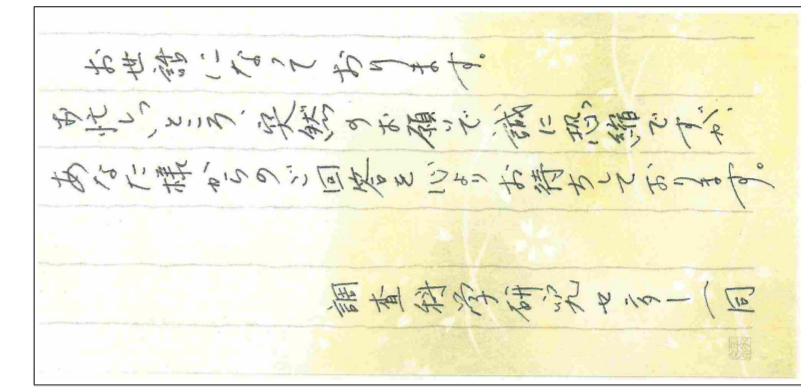 お世話になっております。
お忙しいところ、突然のお願いで誠に恐縮ですが、
あなた様からのご回答を心よりお待ちしております。
調査科学研究センター一同